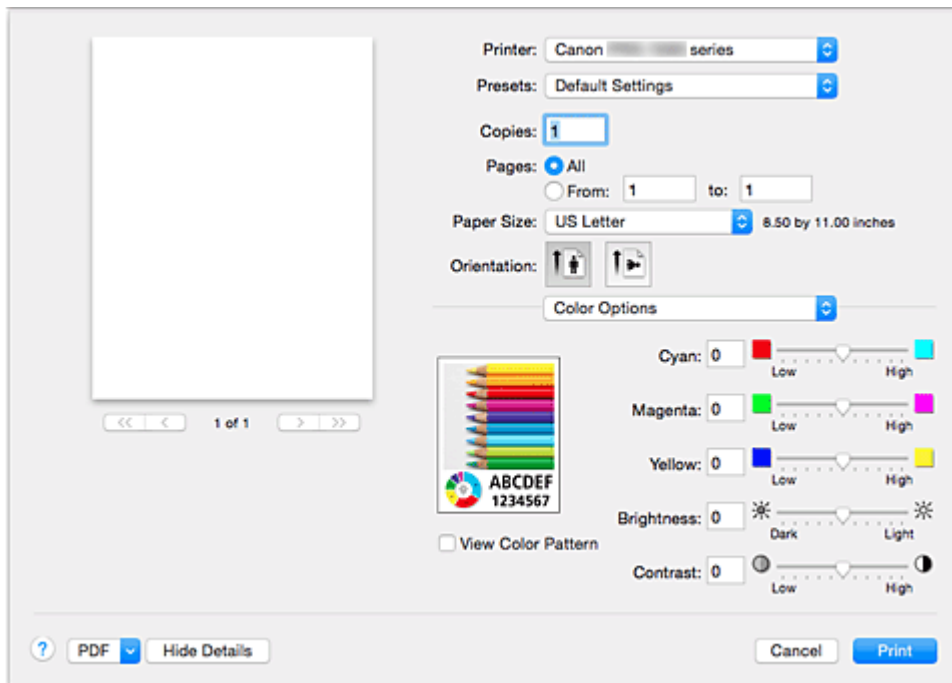 Printer: Canon series
Presets: Default Settings
Copies: 1
Pages: All
From: 1 to: 1
Paper Size: US Letter 8.50 by 11.00 inches
Orientation:
Color Options
1 of 1
Cyan: 0
Low High
Magenta: 0
Low High
Yellow: 0
Low High
ABCDEF
1234567
Brightness: 0
Dark Light
View Color Pattern
Contrast: 0
Low High
? PDF Hide Details Cancel Print